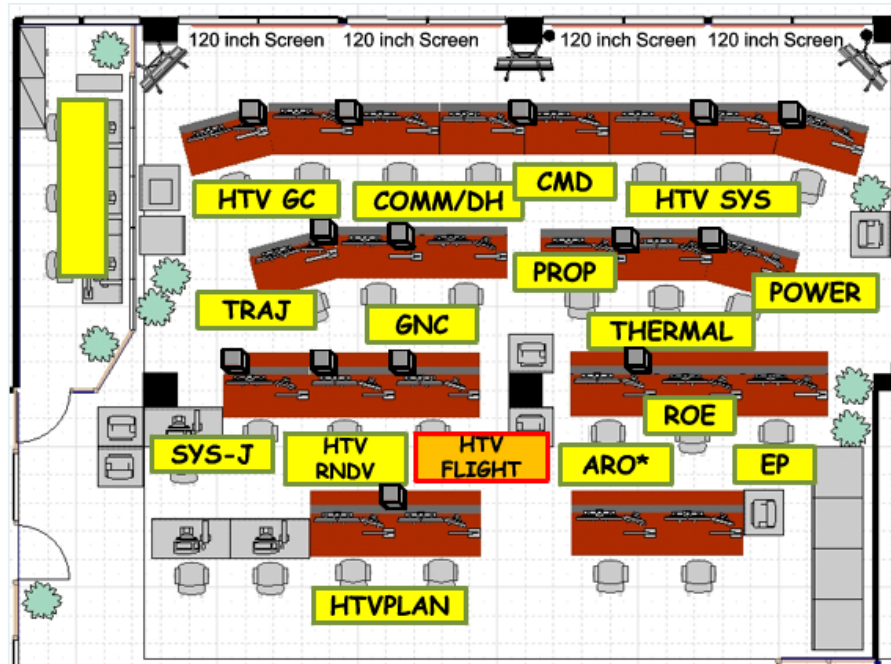 120 inch Screen
120 inch Screen
120 inch Screen
120 inch Screen
HTV GC
COMM/DH
CMD
HTV SYS
TRAJ
GNC
PROP
THERMAL
POWER
SYS-J
HTV
RNDV
HTV
FLIGHT
ARO*
ROE
EP
HTVPLAN